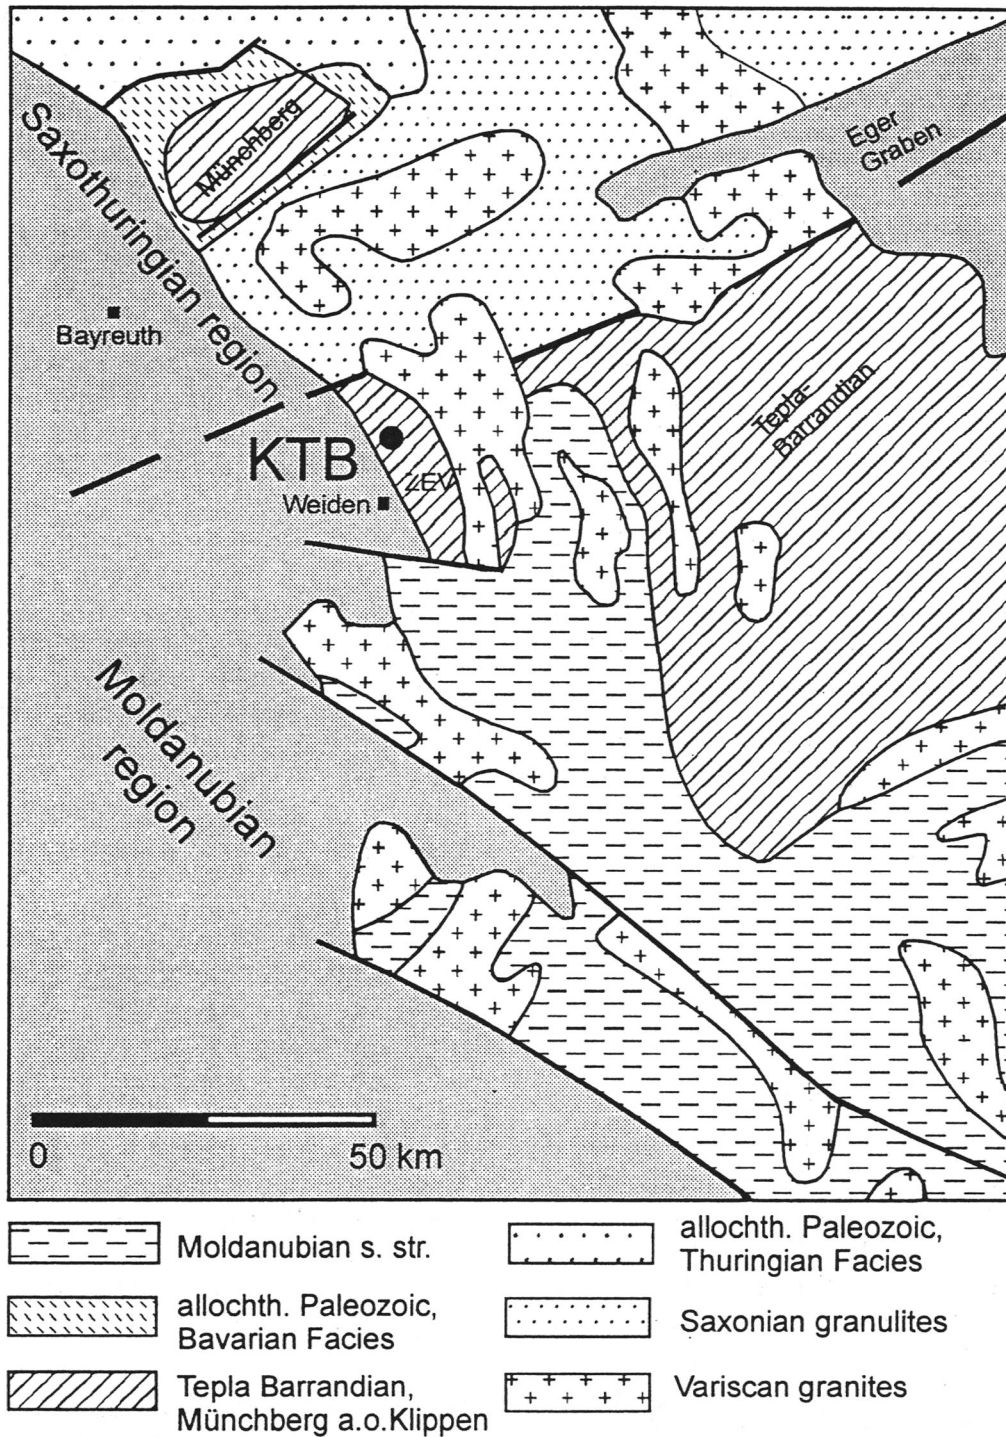 Münchberg
Saxothuringian region
Eger
Graben
Bayreuth
Tepla-
Barrandian
KTB
ZEV
Weiden
Moldanubian
region
0
50 km
Moldanubian s. str.
allochth. Paleozoic,
Bavarian Facies
Tepla Barrandian,
Münchberg a.o.Klippen
allochth. Paleozoic,
Thuringian Facies
Saxonian granulites
Variscan granites